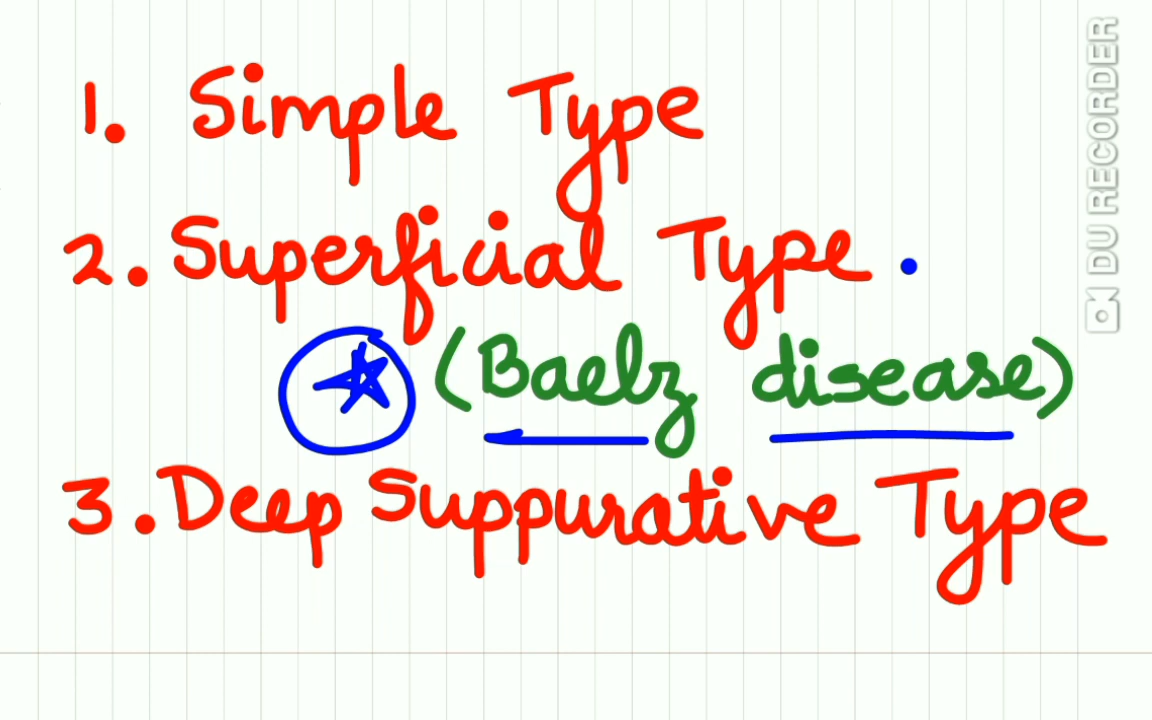 1. Simple Type
2. Superficial Type .
(Baelz disease)
3. Deep Suppurative Type
DU RECORDER